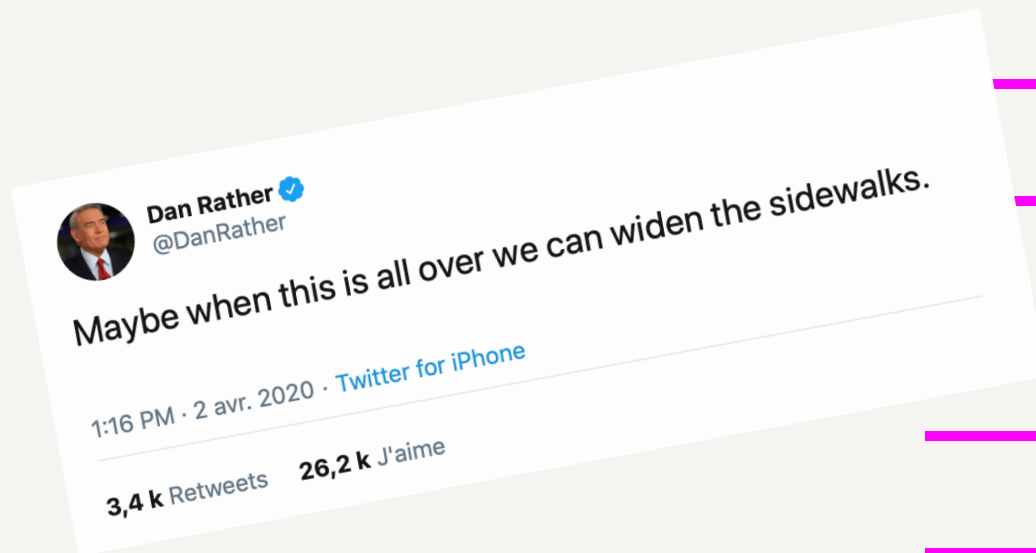 Dan Rather
@DanRather
Maybe when this is all over we can widen the sidewalks.
1:16 PM · 2 avr. 2020 · Twitter for iPhone
3,4 k Retweets 26,2 k J'aime